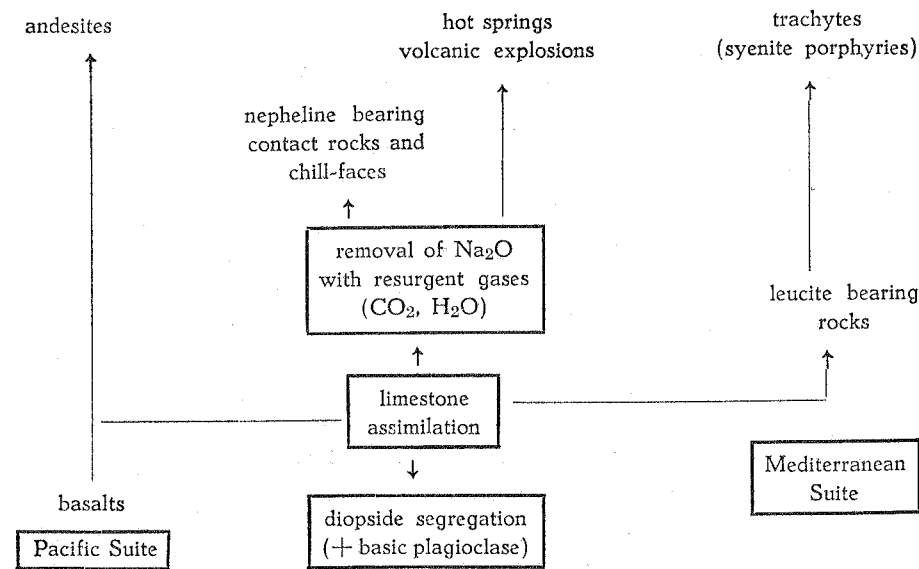 andesites
hot springs
volcanic explosions
trachytes
(syenite porphyries)
nepheline bearing
contact rocks and
chill-faces
removal of Na₂O
with resurgent gases
(CO₂, H₂O)
leucite bearing
rocks
limestone
assimilation
Mediterranean
Suite
basalts
Pacific Suite
diopside segregation
(+ basic plagioclase)